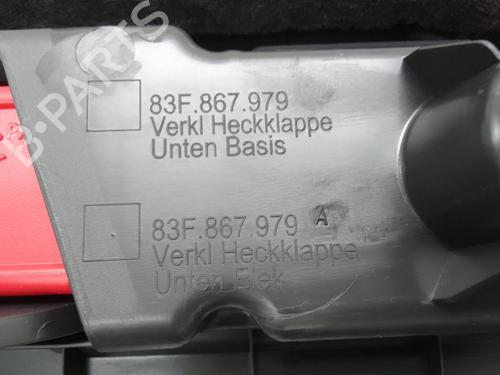 B-PARTS
83F.867.979
Verkl Heckklappe
Unten Basis
83F.867.979 A
Verkl Heckklappe
Unten Elek